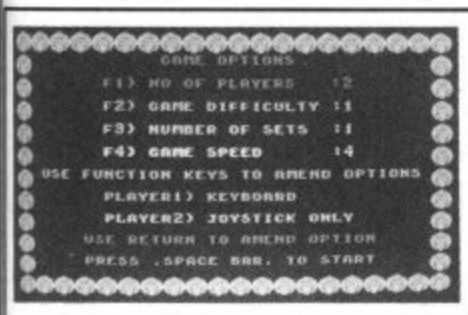 GAME OPTIONS
F1) NO OF PLAYERS :2
F2) GAME DIFFICULTY :1
F3) NUMBER OF SETS :1
F4) GAME SPEED :4
USE FUNCTION KEYS TO AMEND OPTIONS
PLAYER1) KEYBOARD
PLAYER2) JOYSTICK ONLY
USE RETURN TO AMEND OPTION
PRESS .SPACE BAR. TO START